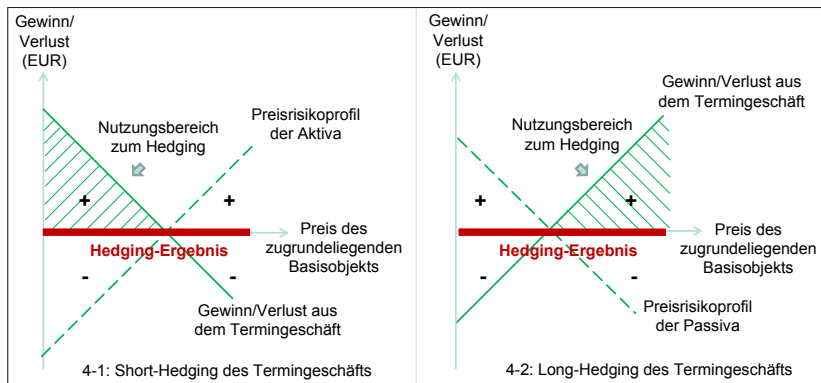 Gewinn/
Verlust
(EUR)
Preisrisikoprofil
der Aktiva
Nutzungsbereich
zum Hedging
+
+
Preis des
zugrundeliegenden
Basisobjekts
Hedging-Ergebnis
-
-
Gewinn/Verlust aus
dem Termingeschäft
4-1: Short-Hedging des Termingeschäfts
Gewinn/
Verlust
(EUR)
Gewinn/Verlust aus
dem Termingeschäft
Nutzungsbereich
zum Hedging
+
+
Preis des
zugrundeliegenden
Basisobjekts
Hedging-Ergebnis
-
-
Preisrisikoprofil
der Passiva
4-2: Long-Hedging des Termingeschäfts